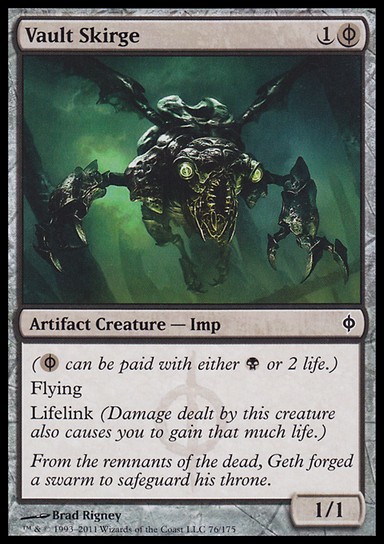 Vault Skirge 1
Artifact Creature — Imp
( can be paid with either or 2 life.)
Flying
Lifelink (Damage dealt by this creature
also causes you to gain that much life.)
From the remnants of the dead, Geth forged
a swarm to safeguard his throne.
Brad Rigney
1/1
™ & © 1993–2011 Wizards of the Coast LLC 76/175